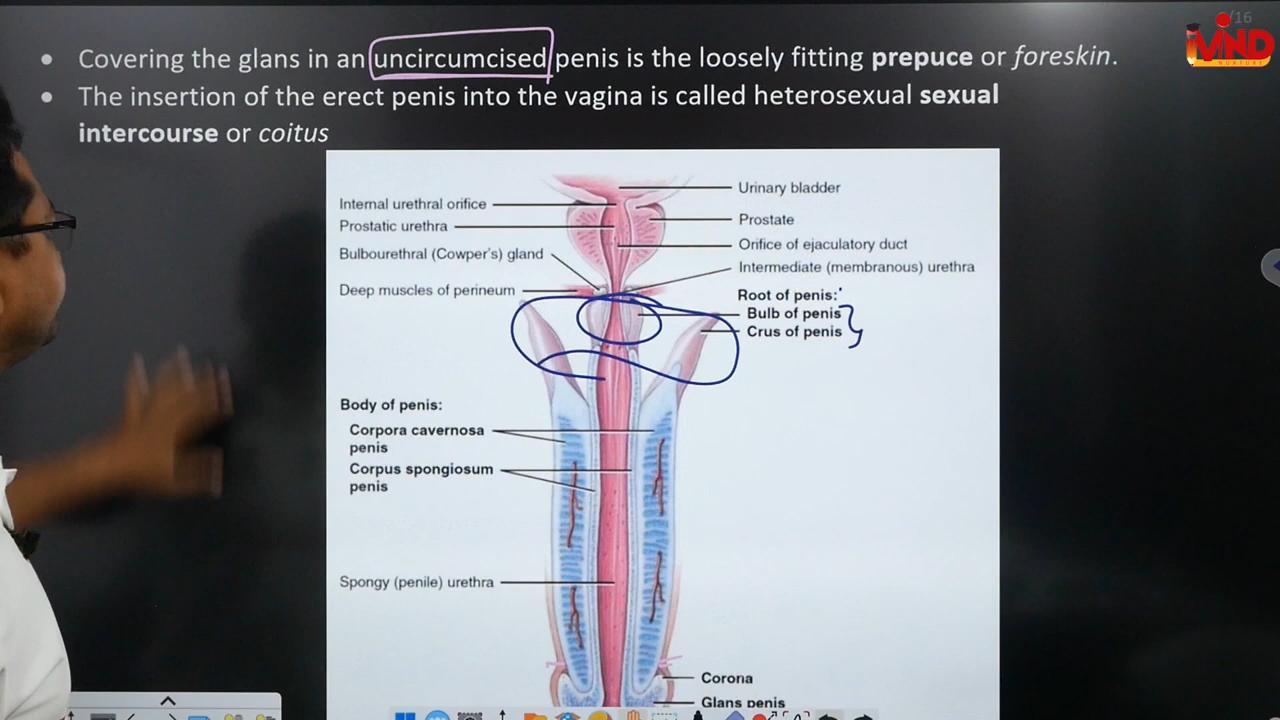 /16
MIND
NURTURE
• Covering the glans in an uncircumcised penis is the loosely fitting prepuce or foreskin.
• The insertion of the erect penis into the vagina is called heterosexual sexual
intercourse or coitus
Urinary bladder
Internal urethral orifice
Prostate
Prostatic urethra
Orifice of ejaculatory duct
Bulbourethral (Cowper's) gland
Intermediate (membranous) urethra
Deep muscles of perineum
Root of penis:
Bulb of penis
Crus of penis
Body of penis:
Corpora cavernosa
penis
Corpus spongiosum
penis
Spongy (penile) urethra
Corona
Glans penis